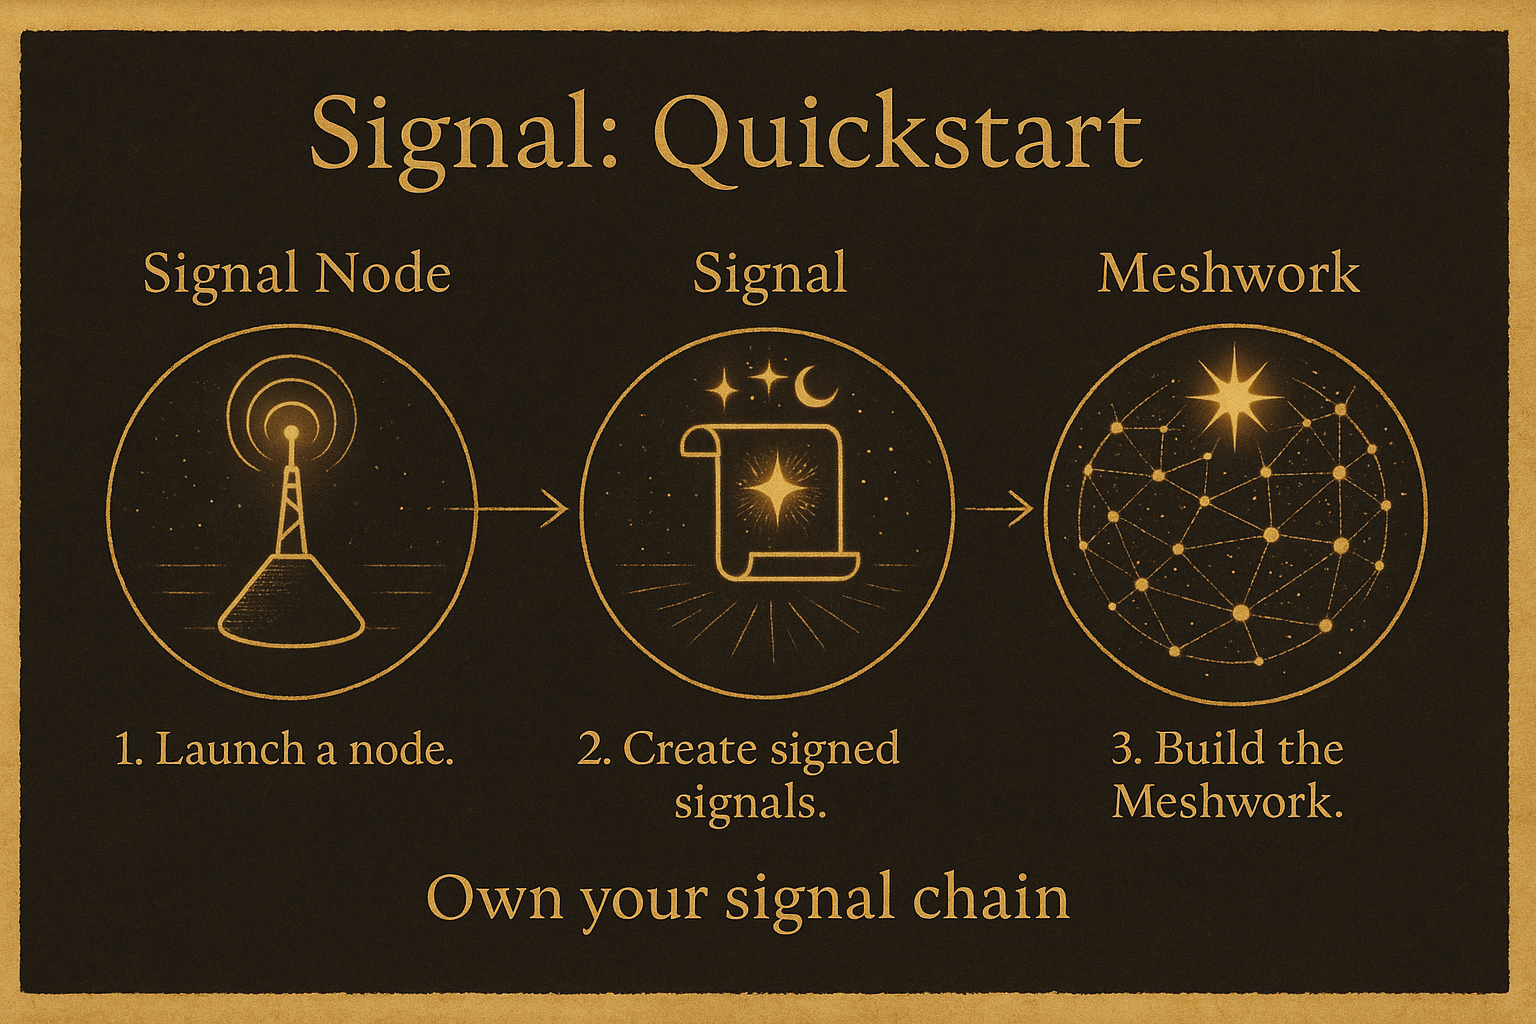 Signal: Quickstart
Signal Node
Signal
Meshwork
1. Launch a node.
2. Create signed
signals.
3. Build the
Meshwork.
Own your signal chain